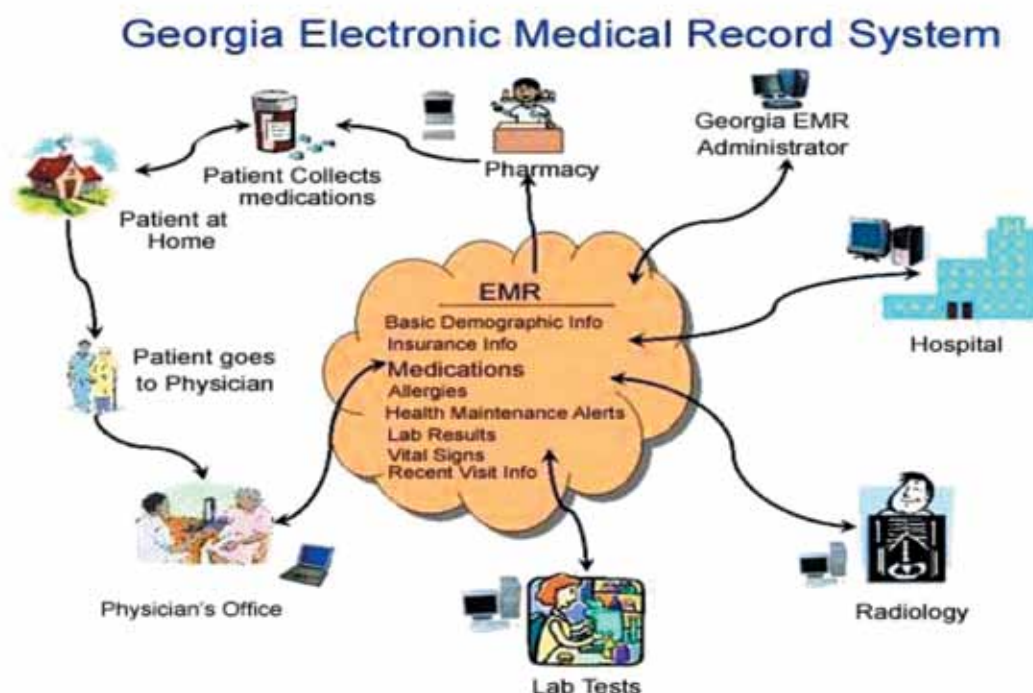 Georgia Electronic Medical Record System
Georgia EMR
Administrator
Pharmacy
Patient Collects
medications
Patient at
Home
EMR
Basic Demographic Info
Insurance Info
Medications
Allergies
Health Maintenance Alerts
Lab Results
Vital Signs
Recent Visit Info
Hospital
Patient goes
to Physician
Physician's Office
Radiology
Lab Tests